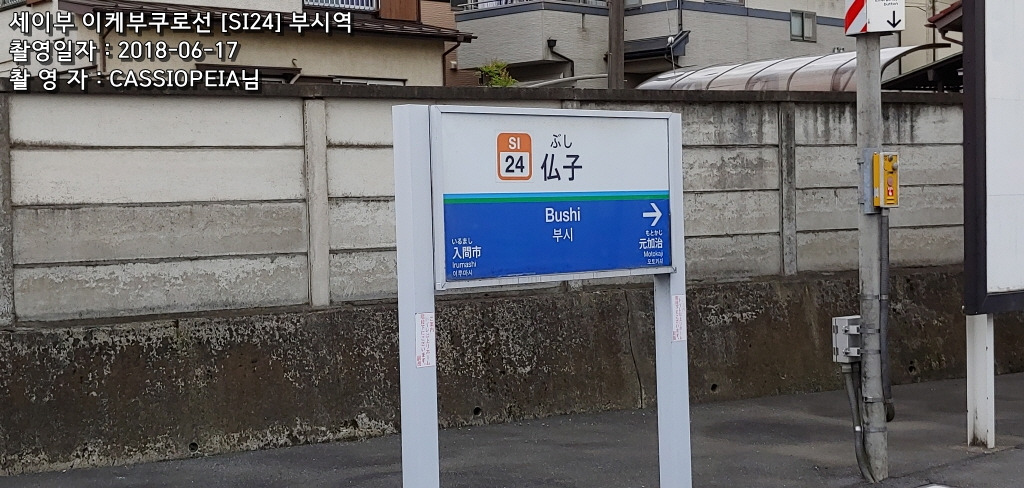 세이부 이케부쿠로선 [SI24] 부시역
촬영일자 : 2018-06-17
촬 영 자 : CASSIOPEIA님
SI
24
ぶし
仏子
Bushi
부시
いるまし
入間市
Irumashi
이루마시
もとかじ
元加治
Motokaji
모토카지